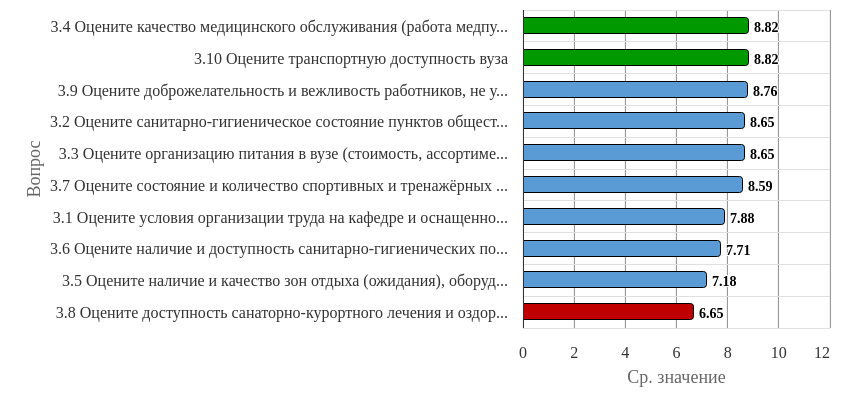 3.4 Оцените качество медицинского обслуживания (работа медпу... 8.82
3.10 Оцените транспортную доступность вуза 8.82
3.9 Оцените доброжелательность и вежливость работников, не у... 8.76
3.2 Оцените санитарно-гигиеническое состояние пунктов общест... 8.65
3.3 Оцените организацию питания в вузе (стоимость, ассортиме... 8.65
3.7 Оцените состояние и количество спортивных и тренажёрных ... 8.59
3.1 Оцените условия организации труда на кафедре и оснащенно... 7.88
3.6 Оцените наличие и доступность санитарно-гигиенических по... 7.71
3.5 Оцените наличие и качество зон отдыха (ожидания), оборуд... 7.18
3.8 Оцените доступность санаторно-курортного лечения и оздор... 6.65
Вопрос
0 2 4 6 8 10 12
Ср. значение